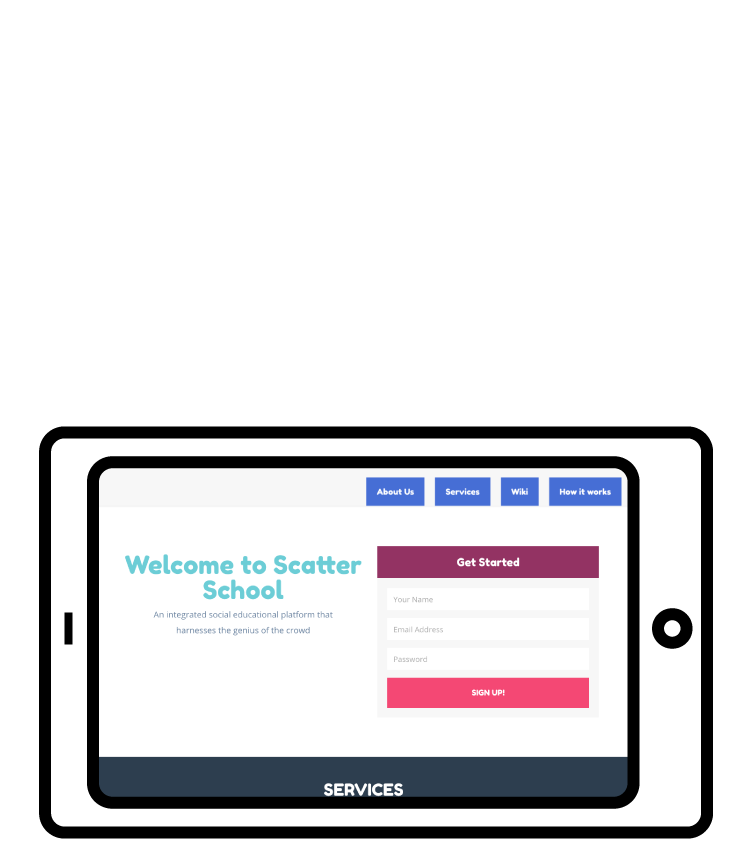 About Us
Services
Wiki
How it works
Welcome to Scatter
School
An integrated social educational platform that
harnesses the genius of the crowd
Get Started
Your Name
Email Address
Password
SIGN UP!
SERVICES